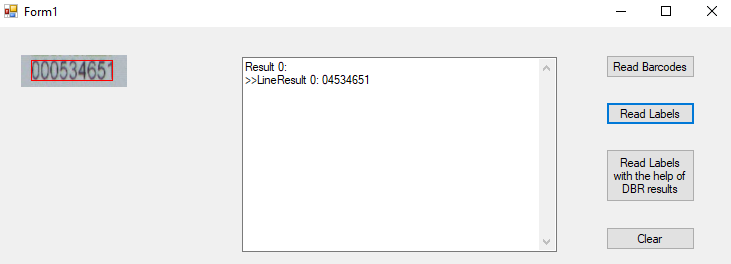 Form1
000534651
Result 0:
>>LineResult 0: 04534651
Read Barcodes
Read Labels
Read Labels
with the help of
DBR results
Clear